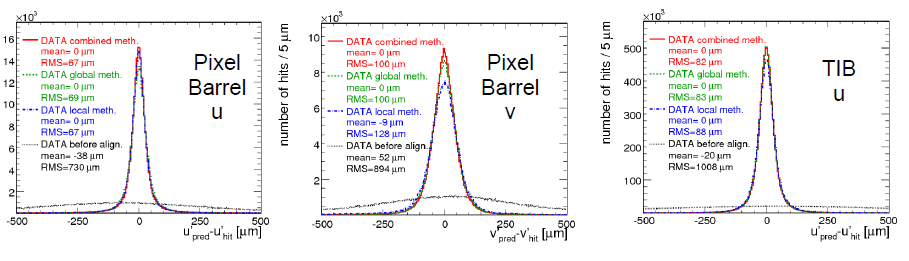 ×10³
16
14
12
10
8
6
4
2
-500
-250
0
250
500
u'pred-u'hit [μm]
DATA combined meth.
mean= 0 μm
RMS=67 μm
DATA global meth.
mean= 0 μm
RMS=69 μm
DATA local meth.
mean= 0 μm
RMS=67 μm
DATA before align.
mean= -38 μm
RMS=730 μm
Pixel
Barrel
u
number of hits / 5 μm
×10³
10
8
6
4
2
-500
-250
0
250
500
v'pred-v'hit [μm]
DATA combined meth.
mean= 0 μm
RMS=100 μm
DATA global meth.
mean= 0 μm
RMS=100 μm
DATA local meth.
mean= -9 μm
RMS=128 μm
DATA before align.
mean= 52 μm
RMS=894 μm
Pixel
Barrel
v
number of hits / 5 μm
×10³
500
400
300
200
100
-500
-250
0
250
500
u'pred-u'hit [μm]
DATA combined meth.
mean= 0 μm
RMS=82 μm
DATA global meth.
mean= 0 μm
RMS=83 μm
DATA local meth.
mean= 0 μm
RMS=88 μm
DATA before align.
mean= -20 μm
RMS=1008 μm
TIB
u